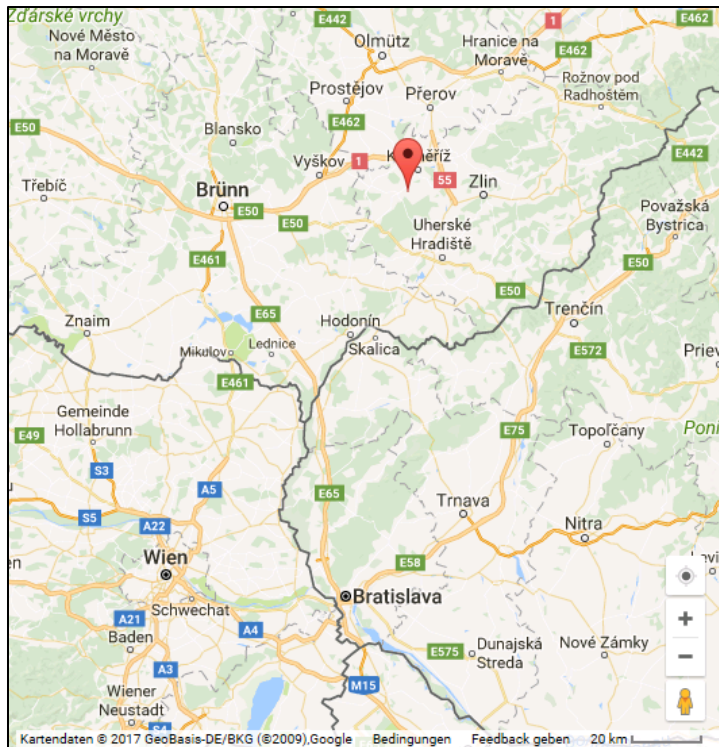 Žďárské vrchy
E442
1
E462
Nové Město
na Moravě
Olmütz
Hranice na
Moravě
E462
Prostějov
Přerov
Rožnov pod
Radhoštěm
E50
E462
Blansko
E442
Vyškov
1
55
Třebíč
Brünn
Zlin
E50
E50
Považská
Bystrica
Uherské
Hradiště
E50
E461
E50
E65
Trenčín
Znaim
Hodonín
Skalica
Mikulov
Lednice
E572
E461
Gemeinde
Hollabrunn
E49
E75
Topoľčany
S3
A5
E65
S5
A22
Trnava
Nitra
Wien
E58
Bratislava
Schwechat
A21
A4
Baden
E575
Dunajská
Streda
Nové Zámky
A3
M15
Wiener
Neustadt
S4
Kartendaten © 2017 GeoBasis-DE/BKG (©2009),Google Bedingungen Feedback geben 20 km